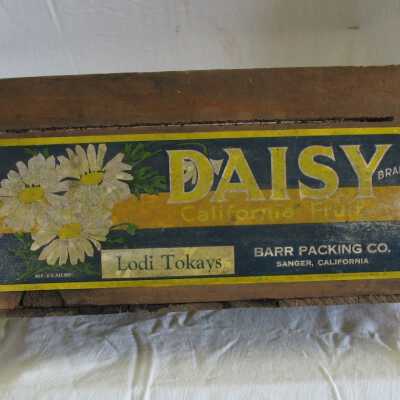 DAISY
BRAND
California Fruit
Lodi Tokays
BARR PACKING CO.
SANGER, CALIFORNIA